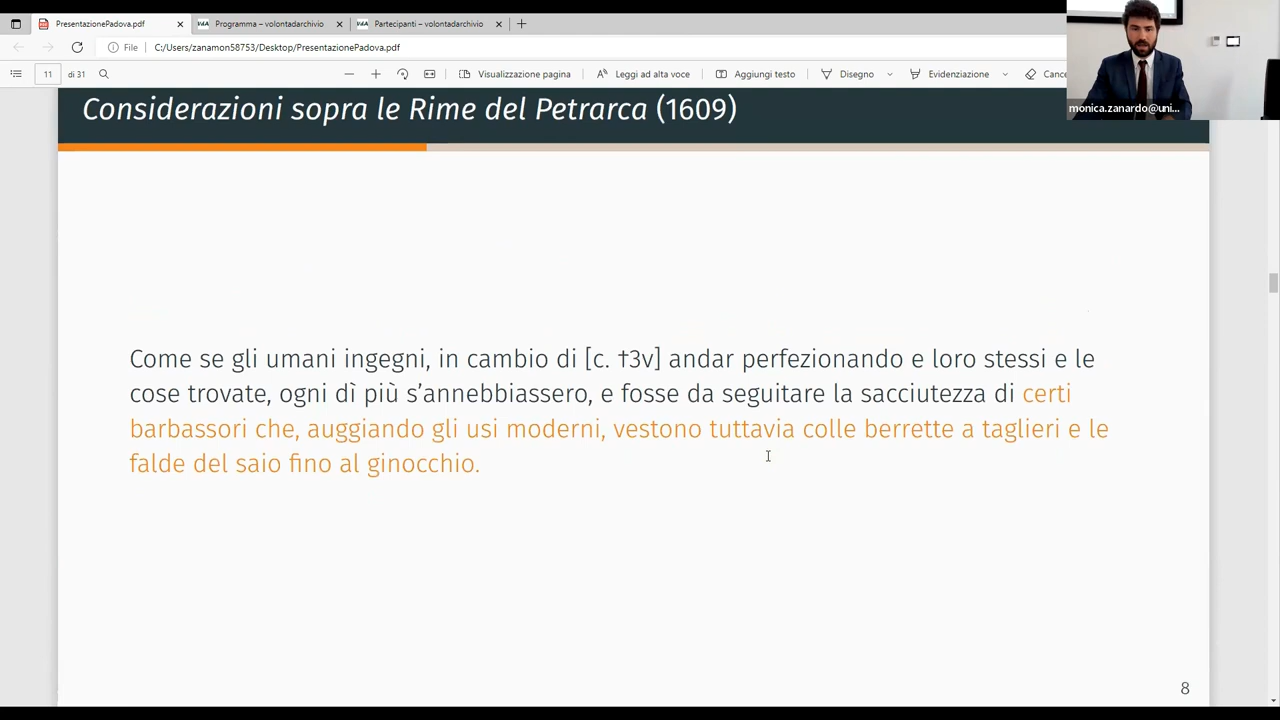 PresentazionePadova.pdf
Programma – volontadarchivio
Partecipanti – volontadarchivio
File
C:/Users/zanamon58753/Desktop/PresentazionePadova.pdf
11 di 31
Visualizzazione pagina
Leggi ad alta voce
Aggiungi testo
Disegno
Evidenziazione
Cance
monica.zanardo@uni...
Considerazioni sopra le Rime del Petrarca (1609)
Come se gli umani ingegni, in cambio di [c. †3v] andar perfezionando e loro stessi e le
cose trovate, ogni dì più s’annebbiassero, e fosse da seguitare la sacciutezza di certi
barbassori che, auggiando gli usi moderni, vestono tuttavia colle berrette a taglieri e le
falde del saio fino al ginocchio.
8